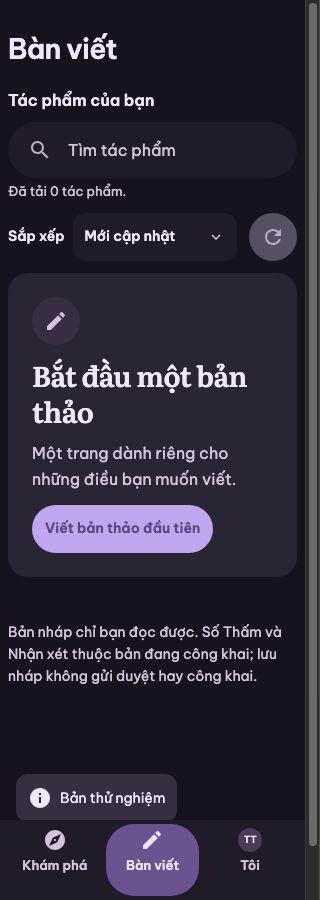 Bàn viết
Tác phẩm của bạn
Tìm tác phẩm
Đã tải 0 tác phẩm.
Sắp xếp
Mới cập nhật
Bắt đầu một bản
thảo
Một trang dành riêng cho
những điều bạn muốn viết.
Viết bản thảo đầu tiên
Bản nháp chỉ bạn đọc được. Số Thấm và
Nhận xét thuộc bản đang công khai; lưu
nháp không gửi duyệt hay công khai.
Bản thử nghiệm
Khám phá
Bàn viết
TT
Tôi